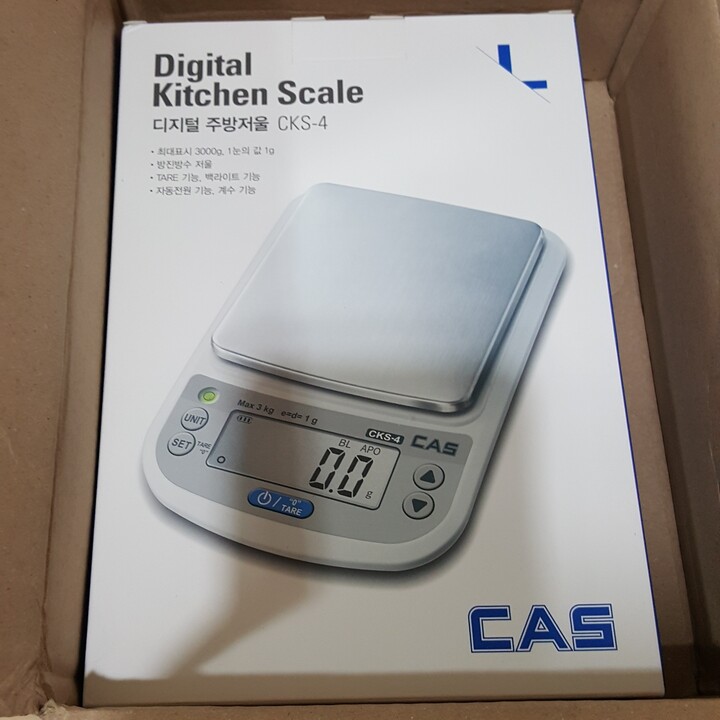 Digital
Kitchen Scale
디지털 주방저울 CKS-4
• 최대표시 3000g, 1눈의 값 1g
• 방진방수 저울
• TARE 기능, 백라이트 기능
• 자동전원 기능, 계수 기능
Max 3 kg e=d= 1 g
UNIT
SET TARE "0"
CKS-4 CAS
BL APO
0.0 g
/ "0" TARE
CAS